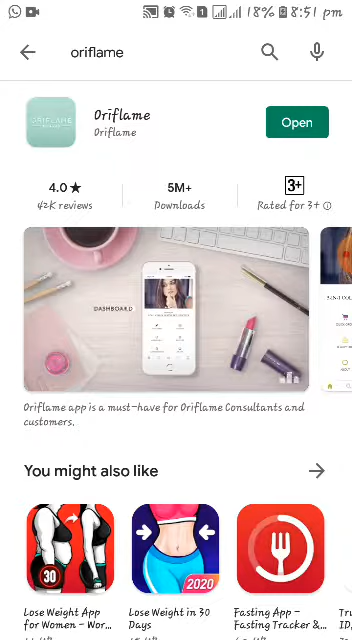 18% 8:51 pm
oriflame
ORIFLAME
Oriflame
Oriflame
Open
4.0★
5M+
3+
42K reviews
Downloads
Rated for 3+
DASHBOARD
Oriflame app is a must-have for Oriflame Consultants and
customers.
You might also like
30
2020
Lose Weight App
for Women - Wor...
Lose Weight in 30
Days
Fasting App -
Fasting Tracker &...